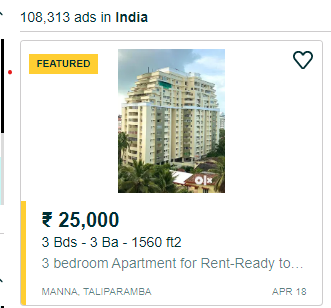 108,313 ads in India
FEATURED
olx
₹ 25,000
3 Bds - 3 Ba - 1560 ft2
3 bedroom Apartment for Rent-Ready to…
MANNA, TALIPARAMBA APR 18